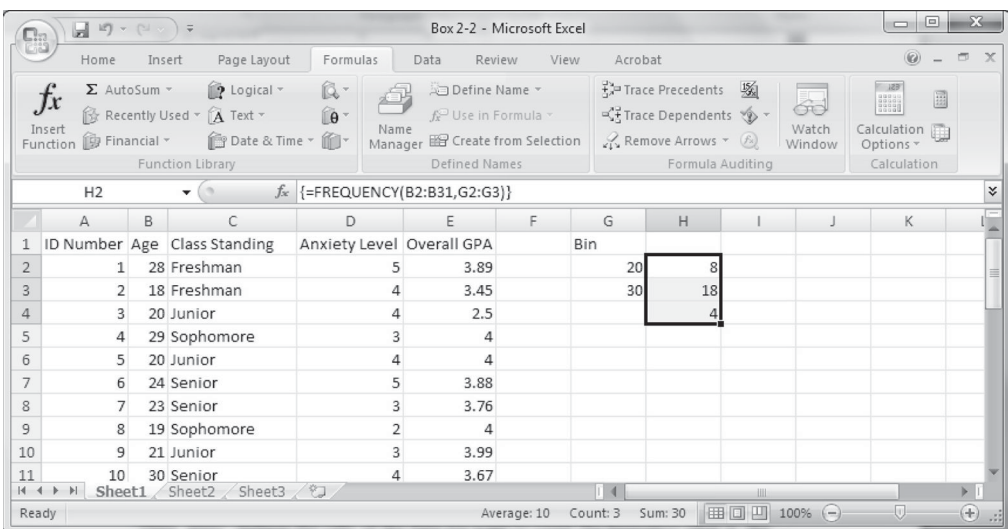 Box 2-2 - Microsoft Excel
Home Insert Page Layout Formulas Data Review View Acrobat
fx Insert Function
Σ AutoSum
Recently Used
Financial
Logical
Text
Date & Time
Function Library
Name Manager
Define Name
Use in Formula
Create from Selection
Defined Names
Trace Precedents
Trace Dependents
Remove Arrows
Watch Window
Formula Auditing
Calculation Options
Calculation
H2 fx {=FREQUENCY(B2:B31,G2:G3)}
A B C D E F G H I J K
1 ID Number Age Class Standing Anxiety Level Overall GPA Bin
2 1 28 Freshman 5 3.89 20 8
3 2 18 Freshman 4 3.45 30 18
4 3 20 Junior 4 2.5 4
5 4 29 Sophomore 3 4
6 5 20 Junior 4 4
7 6 24 Senior 5 3.88
8 7 23 Senior 3 3.76
9 8 19 Sophomore 2 4
10 9 21 Junior 3 3.99
11 10 30 Senior 4 3.67
Sheet1 Sheet2 Sheet3
Ready Average: 10 Count: 3 Sum: 30 100%